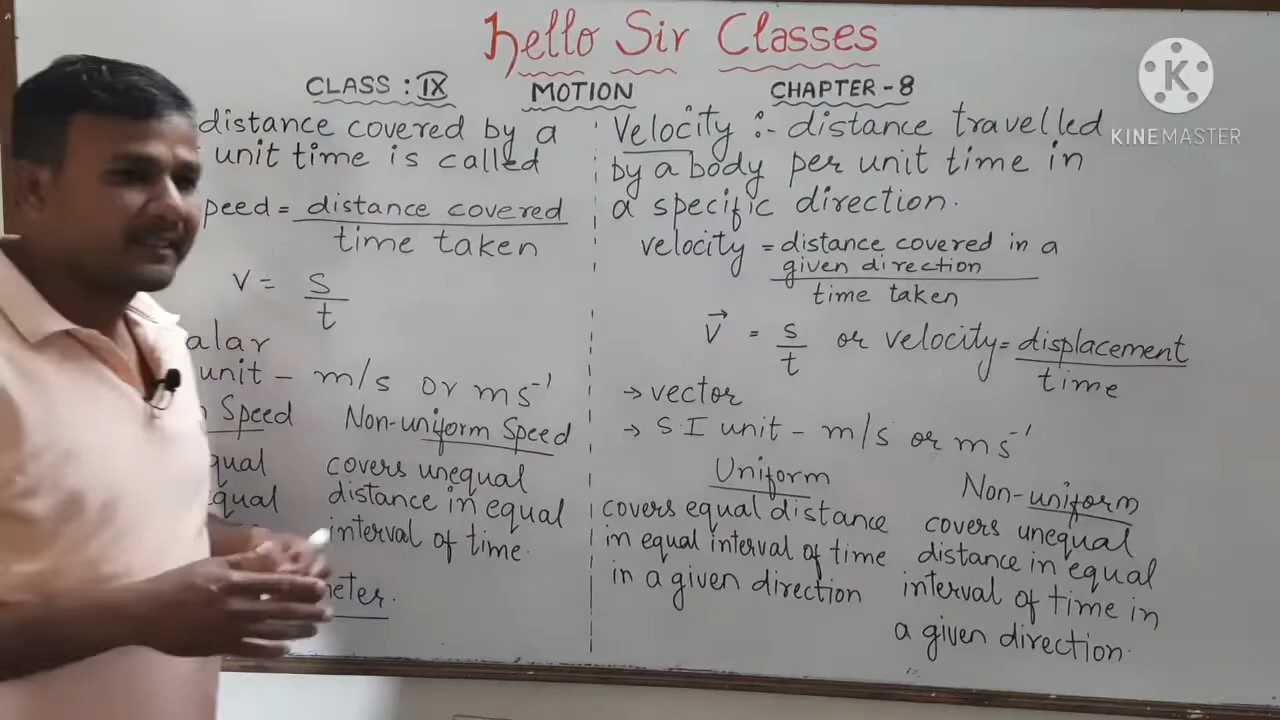 hello Sir Classes
CLASS : IX MOTION CHAPTER - 8
distance covered by a
unit time is called
peed = distance covered
time taken
v = s
t
alar
unit - m/s or ms⁻¹
Speed
qual
qual
Non-uniform Speed
covers unequal
distance in equal
interval of time.
eter.
Velocity :- distance travelled
by a body per unit time in
a specific direction.
velocity = distance covered in a
given direction
time taken
v⃗ = s
t
or velocity = displacement
time
→ vector
→ S.I unit - m/s or ms⁻¹
Uniform
covers equal distance
in equal interval of time
in a given direction
Non-uniform
covers unequal
distance in equal
interval of time in
a given direction.
K
KINEMASTER